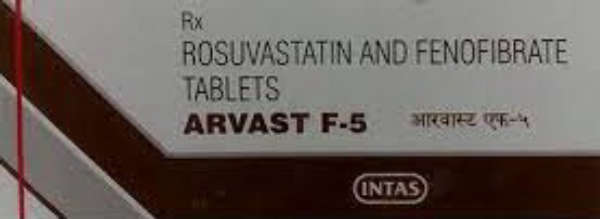 Rx
ROSUVASTATIN AND FENOFIBRATE
TABLETS
ARVAST F-5 आरवास्ट एफ-५
INTAS